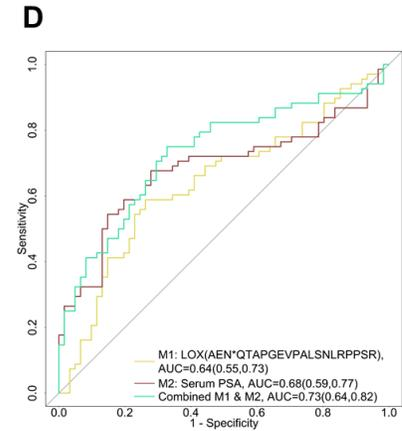 D
1.0
0.8
0.6
0.4
0.2
0.0
Sensitivity
M1: LOX(AEN*QTAPGEVPALSNLRPPSR),
AUC=0.64(0.55,0.73)
M2: Serum PSA, AUC=0.68(0.59,0.77)
Combined M1 & M2, AUC=0.73(0.64,0.82)
0.0 0.2 0.4 0.6 0.8 1.0
1 - Specificity